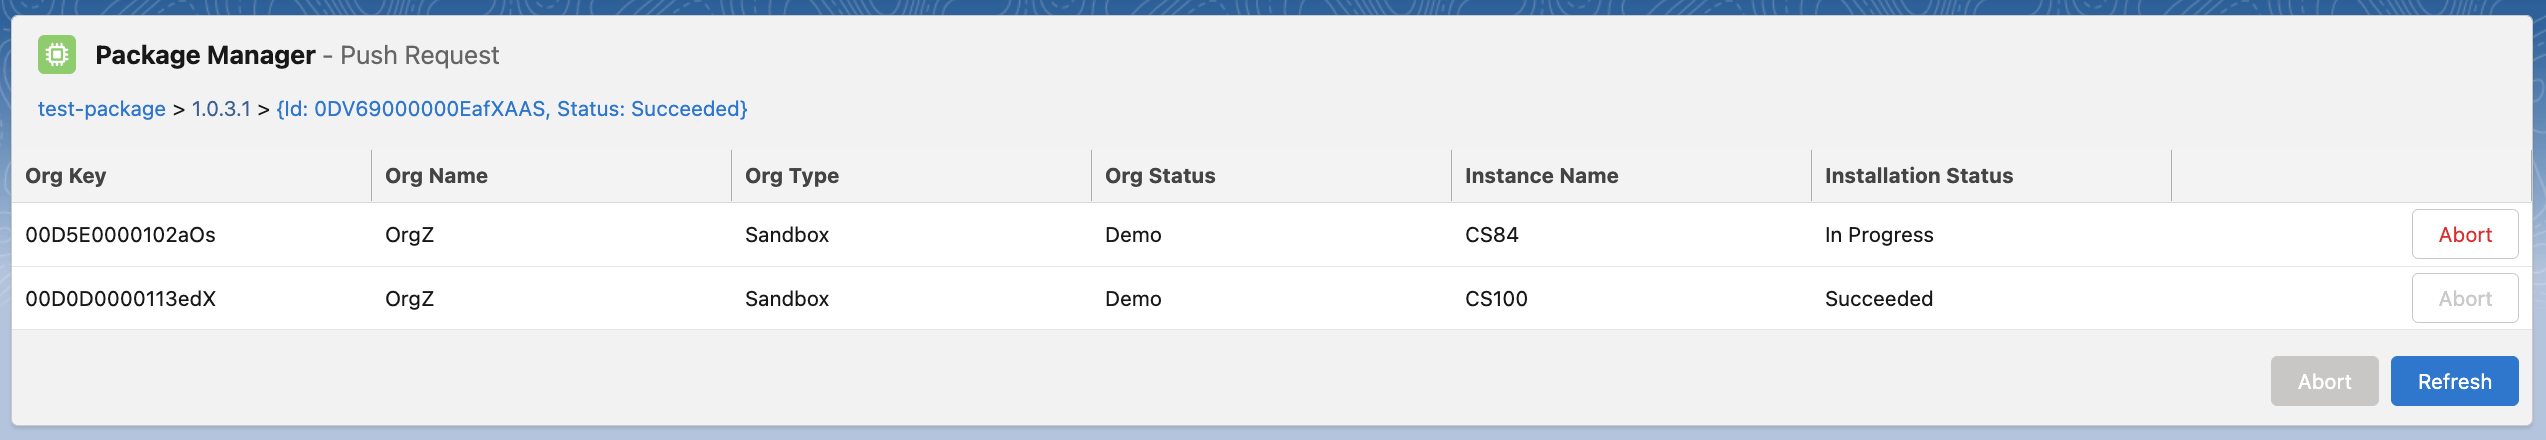 Package Manager - Push Request
test-package > 1.0.3.1 > {Id: 0DV69000000EafXAAS, Status: Succeeded}
Org Key Org Name Org Type Org Status Instance Name Installation Status
00D5E0000102aOs OrgZ Sandbox Demo CS84 In Progress Abort
00D0D0000113edX OrgZ Sandbox Demo CS100 Succeeded Abort
Abort Refresh